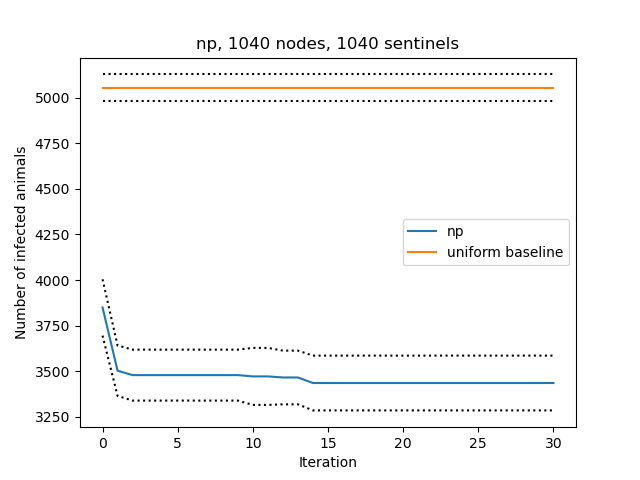 np, 1040 nodes, 1040 sentinels
Number of infected animals
5000
4750
4500
4250
4000
3750
3500
3250
np
uniform baseline
0 5 10 15 20 25 30
Iteration